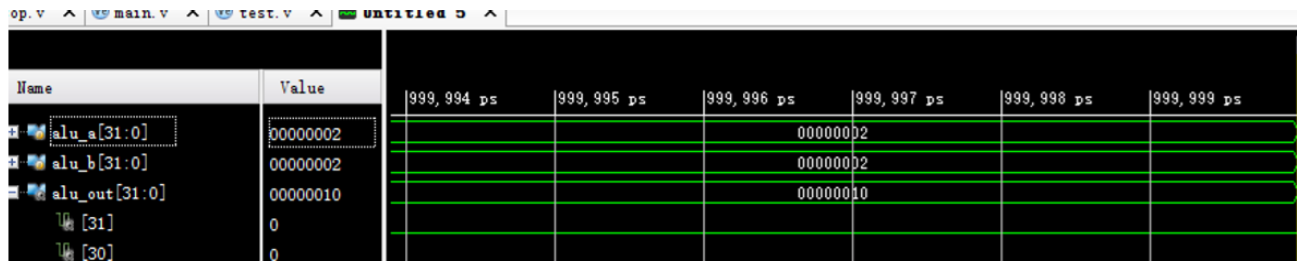 op.v main.v test.v Untitled 5
Name Value
999,994 ps 999,995 ps 999,996 ps 999,997 ps 999,998 ps 999,999 ps
alu_a[31:0] 00000002 00000002
alu_b[31:0] 00000002 00000002
alu_out[31:0] 00000010 00000010
[31] 0
[30] 0